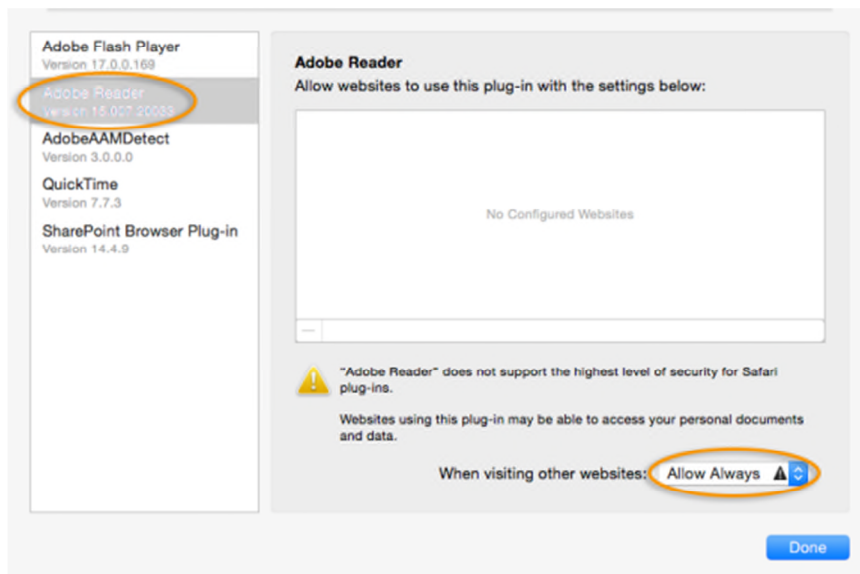 Adobe Flash Player
Version 17.0.0.169
Adobe Reader
Version 15.007.20033
AdobeAAMDetect
Version 3.0.0.0
QuickTime
Version 7.7.3
SharePoint Browser Plug-in
Version 14.4.9
Adobe Reader
Allow websites to use this plug-in with the settings below:
No Configured Websites
"Adobe Reader" does not support the highest level of security for Safari
plug-ins.
Websites using this plug-in may be able to access your personal documents
and data.
When visiting other websites: Allow Always
Done